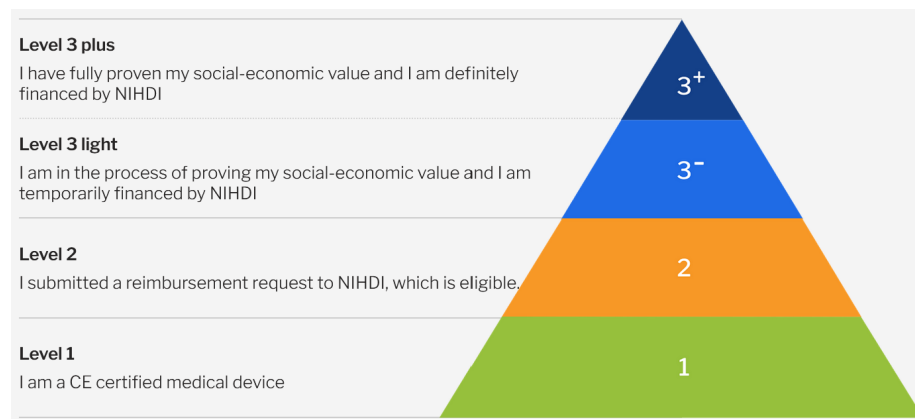 Level 3 plus
I have fully proven my social-economic value and I am definitely
financed by NIHDI
3+
Level 3 light
I am in the process of proving my social-economic value and I am
temporarily financed by NIHDI
3-
Level 2
I submitted a reimbursement request to NIHDI, which is eligible.
2
Level 1
I am a CE certified medical device
1